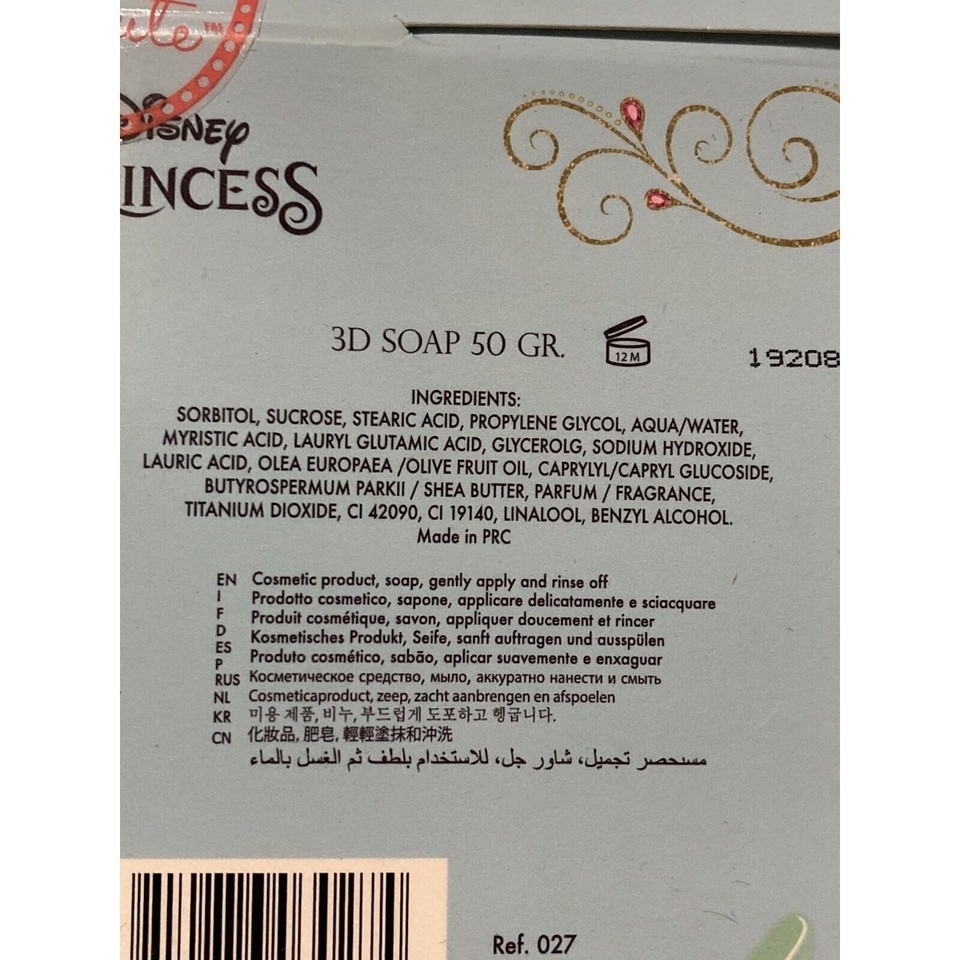 DISNEY
INCESS
3D SOAP 50 GR.
12 M
19208
INGREDIENTS:
SORBITOL, SUCROSE, STEARIC ACID, PROPYLENE GLYCOL, AQUA/WATER,
MYRISTIC ACID, LAURYL GLUTAMIC ACID, GLYCEROLG, SODIUM HYDROXIDE,
LAURIC ACID, OLEA EUROPAEA /OLIVE FRUIT OIL, CAPRYLYL/CAPRYL GLUCOSIDE,
BUTYROSPERMUM PARKII / SHEA BUTTER, PARFUM / FRAGRANCE,
TITANIUM DIOXIDE, CI 42090, CI 19140, LINALOOL, BENZYL ALCOHOL.
Made in PRC
EN Cosmetic product, soap, gently apply and rinse off
I Prodotto cosmetico, sapone, applicare delicatamente e sciacquare
F Produit cosmétique, savon, appliquer doucement et rincer
D Kosmetisches Produkt, Seife, sanft auftragen und ausspülen
ES
P Produto cosmético, sabão, aplicar suavemente e enxaguar
RUS Косметическое средство, мыло, аккуратно нанести и смыть
NL Cosmeticaproduct, zeep, zacht aanbrengen en afspoelen
KR 미용 제품, 비누, 부드럽게 도포하고 헹굽니다.
CN 化妝品, 肥皂, 輕輕塗抹和沖洗
مستحصر تجميل، شاور جل، للاستخدام بلطف ثم الغسل بالماء
Ref. 027